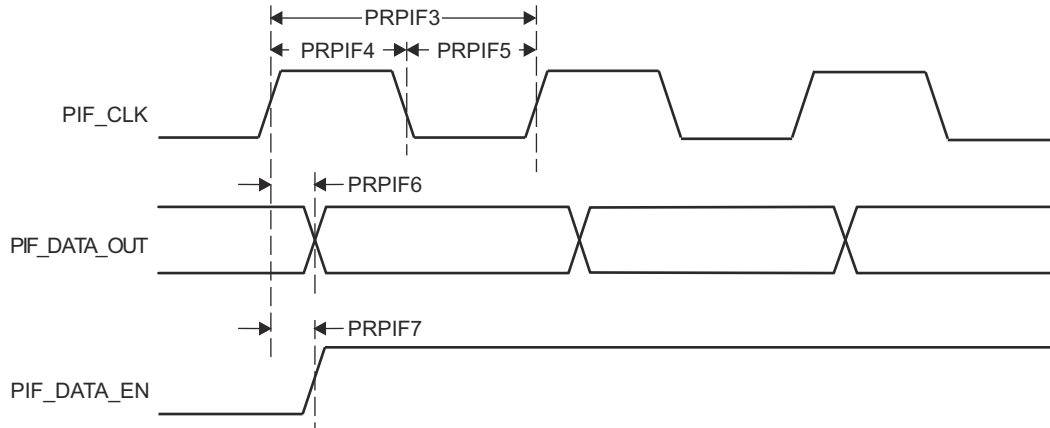 PRPIF3
PRPIF4
PRPIF5
PIF_CLK
PRPIF6
PIF_DATA_OUT
PRPIF7
PIF_DATA_EN